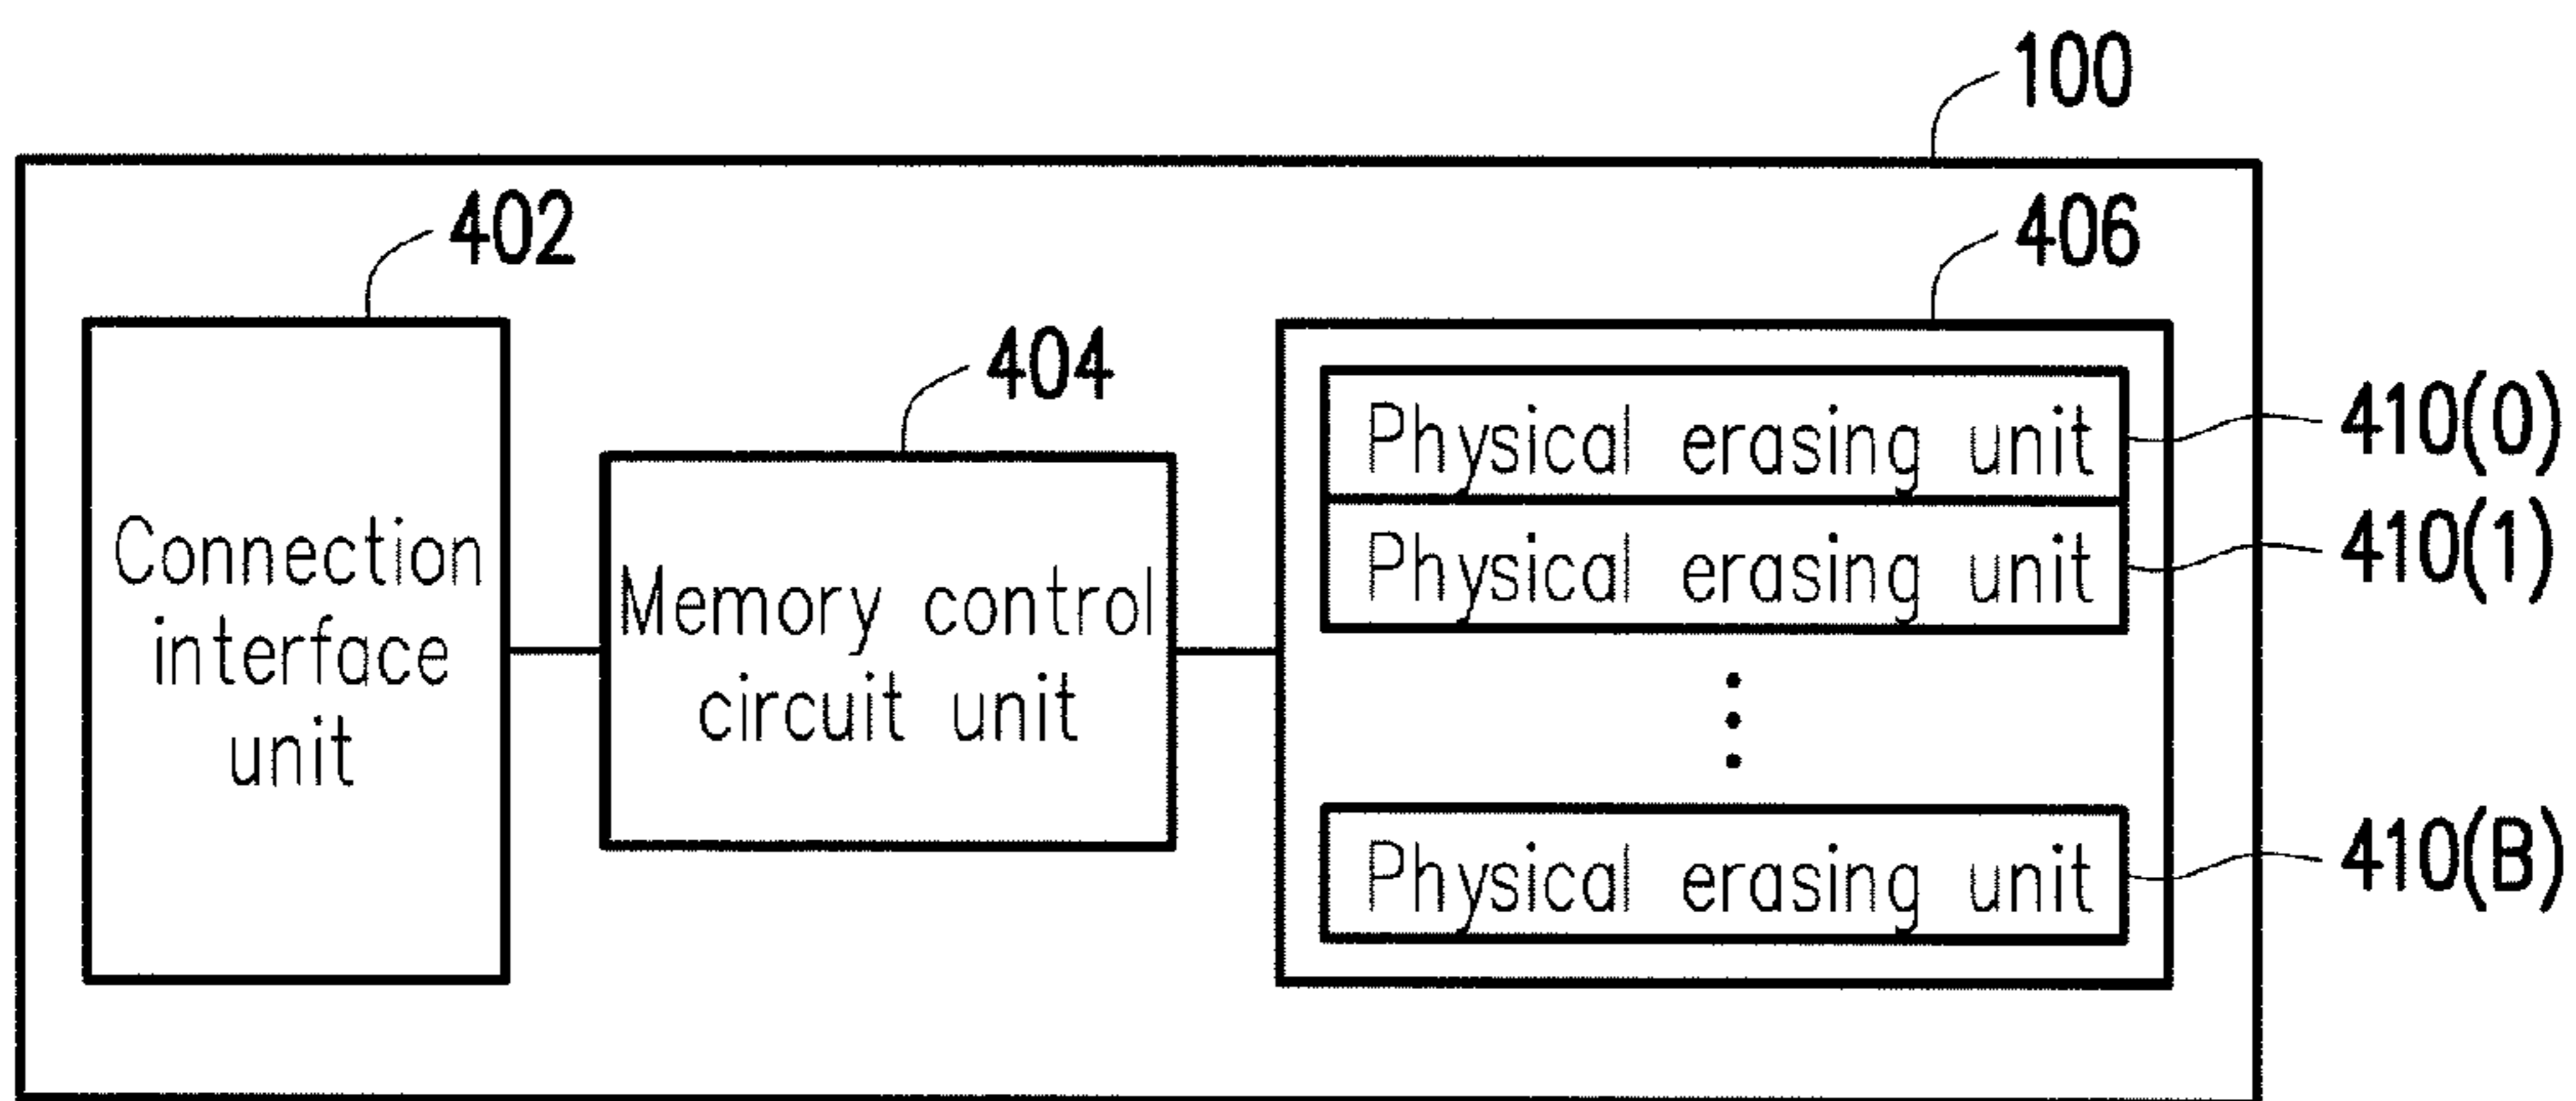 100
402
406
404
Physical erasing unit
410(0)
Physical erasing unit
410(1)
Connection
interface
unit
Memory control
circuit unit
Physical erasing unit
410(B)